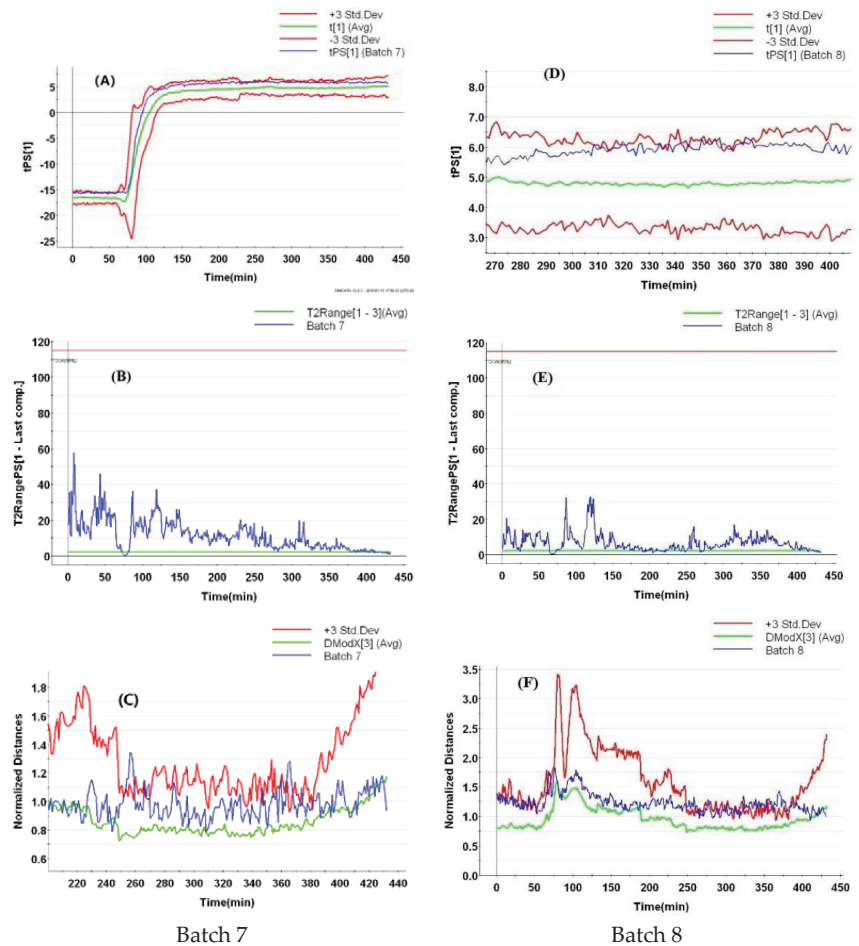 +3 Std.Dev
t[1] (Avg)
-3 Std.Dev
tPS[1] (Batch 7)
(A)
tPS[1]
5
0
-5
-10
-15
-20
-25
0 50 100 150 200 250 300 350 400 450
Time(min)
+3 Std.Dev
t[1] (Avg)
-3 Std.Dev
tPS[1] (Batch 8)
(D)
tPS[1]
8.0
7.0
6.0
5.0
4.0
3.0
270 280 290 300 310 320 330 340 350 360 370 380 390 400
Time(min)
T2Range[1 - 3](Avg)
Batch 7
(B)
T2RangePS[1 - Last comp.]
120
100
80
60
40
20
0
0 50 100 150 200 250 300 350 400 450
Time(min)
T2Range[1 - 3] (Avg)
Batch 8
(E)
T2RangePS[1 - Last comp.]
120
100
80
60
40
20
0
0 50 100 150 200 250 300 350 400 450
Time(min)
+3 Std.Dev
DModX[3] (Avg)
Batch 7
(C)
Normalized Distances
1.8
1.6
1.4
1.2
1.0
0.8
0.6
220 240 260 280 300 320 340 360 380 400 420 440
Time(min)
+3 Std.Dev
DModX[3] (Avg)
Batch 8
(F)
Normalized Distances
3.5
3.0
2.5
2.0
1.5
1.0
0.5
0.0
0 50 100 150 200 250 300 350 400 450
Time(min)
Batch 7
Batch 8